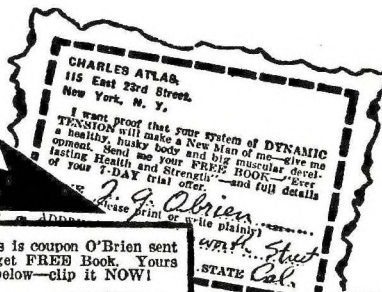 CHARLES ATLAS,
115 East 23rd Street,
New York, N. Y.
I want proof that your system of DYNAMIC
TENSION will make a New Man of me—give me
a healthy, husky body and big muscular devel-
opment. Send me your FREE BOOK—"Ever
lasting Health and Strength"—and full details
of your 7-DAY trial offer.
J. G. Obrien
(Please print or write plainly)
ADDR
worth Street
STATE Cal.
s is coupon O'Brien sent
get FREE Book. Yours
below—clip it NOW!